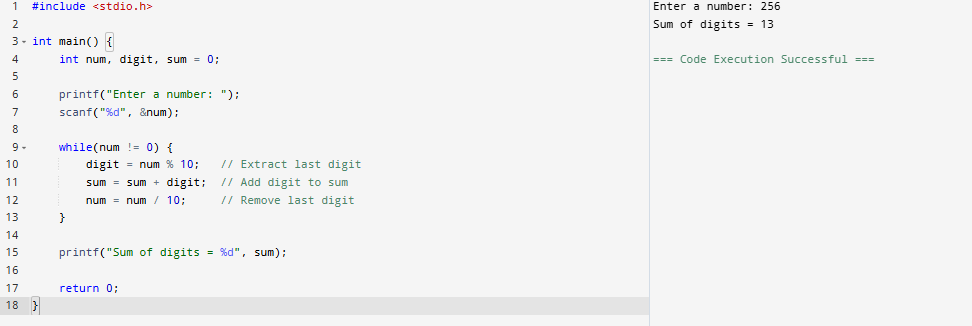 1 #include <stdio.h>
2
3 int main() {
4     int num, digit, sum = 0;
5
6     printf("Enter a number: ");
7     scanf("%d", &num);
8
9     while(num != 0) {
10         digit = num % 10;   // Extract last digit
11         sum = sum + digit;  // Add digit to sum
12         num = num / 10;     // Remove last digit
13     }
14
15     printf("Sum of digits = %d", sum);
16
17     return 0;
18 }
Enter a number: 256
Sum of digits = 13
=== Code Execution Successful ===